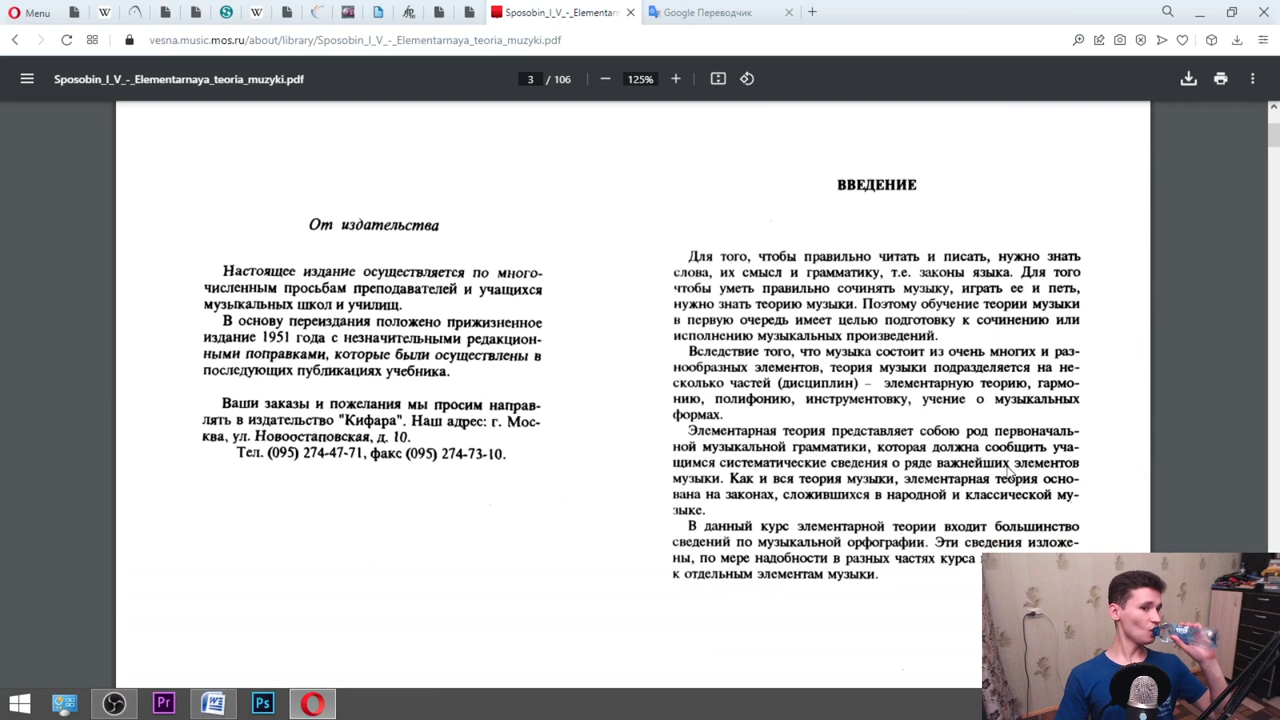 Menu
Sposobin_I_V_-_Elementarn
Google Переводчик
vesna.music.mos.ru/about/library/Sposobin_I_V_-_Elementarnaya_teoria_muzyki.pdf
Sposobin_I_V_-_Elementarnaya_teoria_muzyki.pdf
3 / 106
125%
От издательства
Настоящее издание осуществляется по много-
численным просьбам преподавателей и учащихся
музыкальных школ и училищ.
В основу переиздания положено прижизненное
издание 1951 года с незначительными редакцион-
ными поправками, которые были осуществлены в
последующих публикациях учебника.
Ваши заказы и пожелания мы просим направ-
лять в издательство "Кифара". Наш адрес: г. Мос-
ква, ул. Новоостаповская, д. 10.
Тел. (095) 274-47-71, факс (095) 274-73-10.
ВВЕДЕНИЕ
Для того, чтобы правильно читать и писать, нужно знать
слова, их смысл и грамматику, т.е. законы языка. Для того
чтобы уметь правильно сочинять музыку, играть ее и петь,
нужно знать теорию музыки. Поэтому обучение теории музыки
в первую очередь имеет целью подготовку к сочинению или
исполнению музыкальных произведений.
Вследствие того, что музыка состоит из очень многих и раз-
нообразных элементов, теория музыки подразделяется на не-
сколько частей (дисциплин) – элементарную теорию, гармо-
нию, полифонию, инструментовку, учение о музыкальных
формах.
Элементарная теория представляет собою род первоначаль-
ной музыкальной грамматики, которая должна сообщить уча-
щимся систематические сведения о ряде важнейших элементов
музыки. Как и вся теория музыки, элементарная теория осно-
вана на законах, сложившихся в народной и классической му-
зыке.
В данный курс элементарной теории входит большинство
сведений по музыкальной орфографии. Эти сведения изложе-
ны, по мере надобности в разных частях курса
к отдельным элементам музыки.
Pr
W
Ps